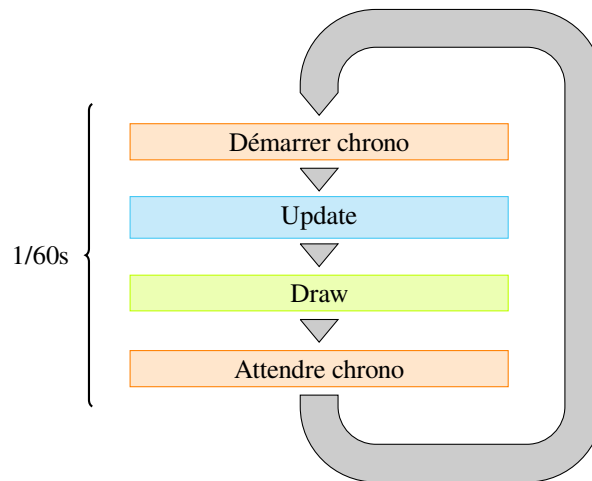 Démarrer chrono
Update
1/60s
Draw
Attendre chrono